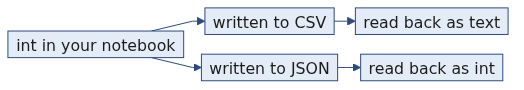 int in your notebook
written to CSV
read back as text
written to JSON
read back as int